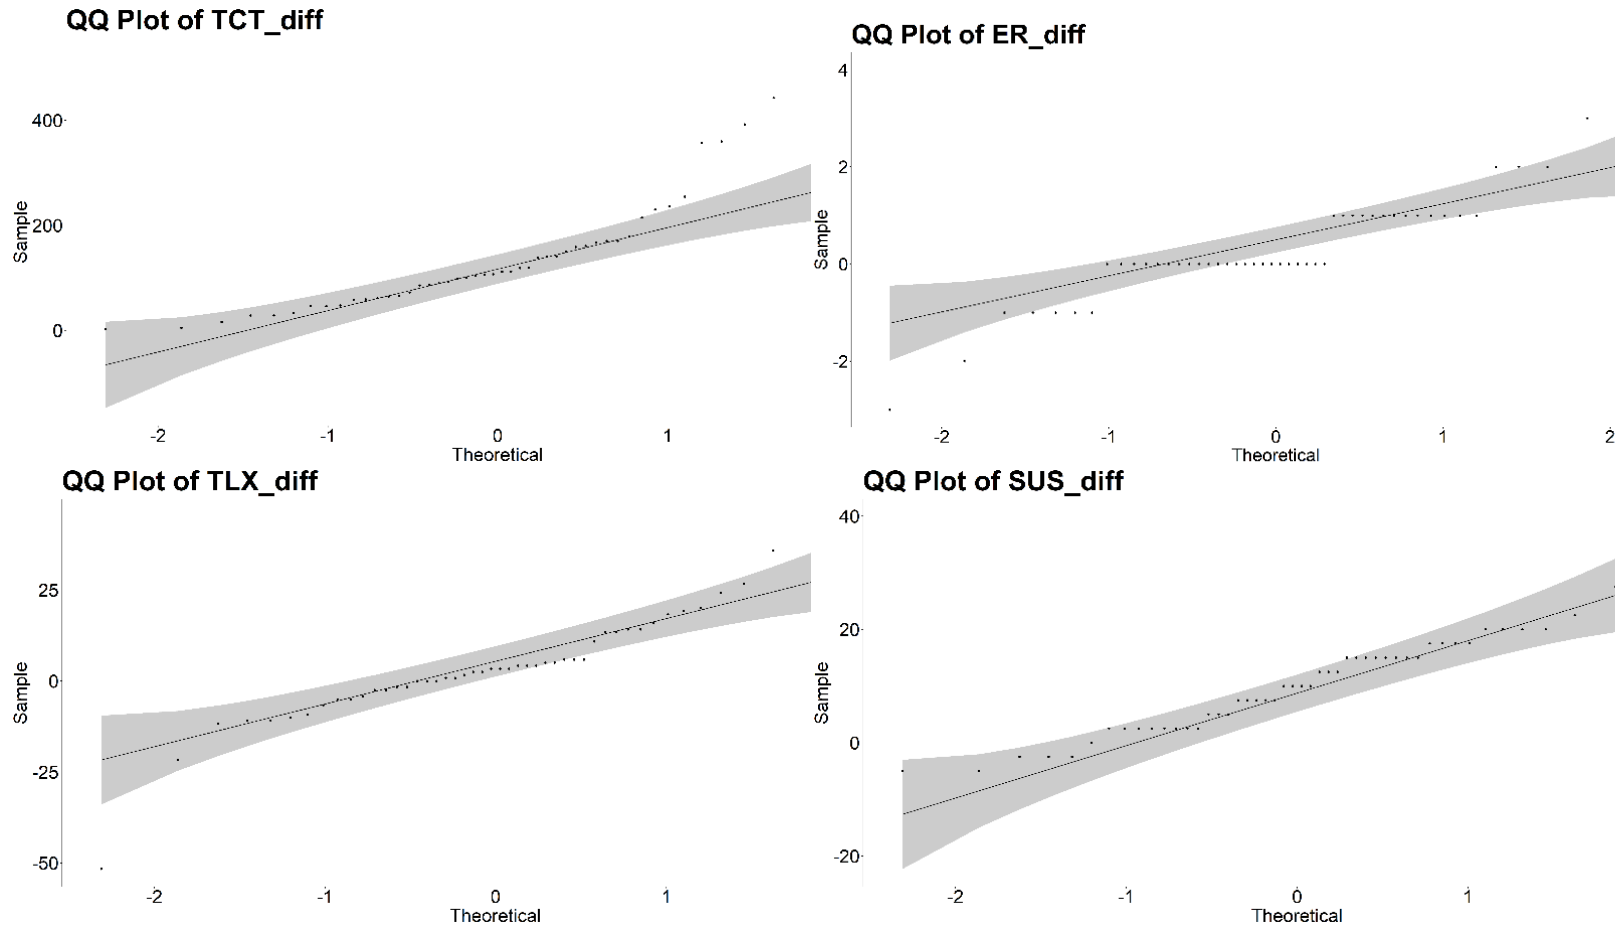 QQ Plot of TCT_diff
400
200
0
Sample
-2 -1 0 1
Theoretical
QQ Plot of ER_diff
4
2
0
-2
Sample
-2 -1 0 1 2
Theoretical
QQ Plot of TLX_diff
25
0
-25
-50
Sample
-2 -1 0 1
Theoretical
QQ Plot of SUS_diff
40
20
0
-20
Sample
-2 -1 0 1
Theoretical